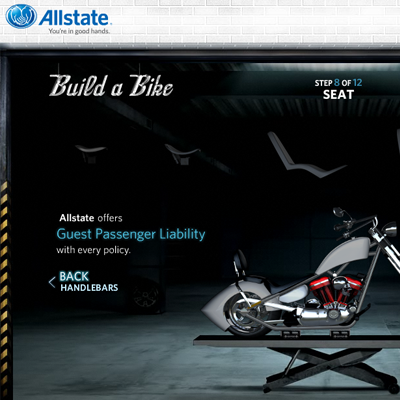 Allstate
You're in good hands.
Build a Bike
STEP 8 OF 12
SEAT
Allstate offers
Guest Passenger Liability
with every policy.
BACK
HANDLEBARS